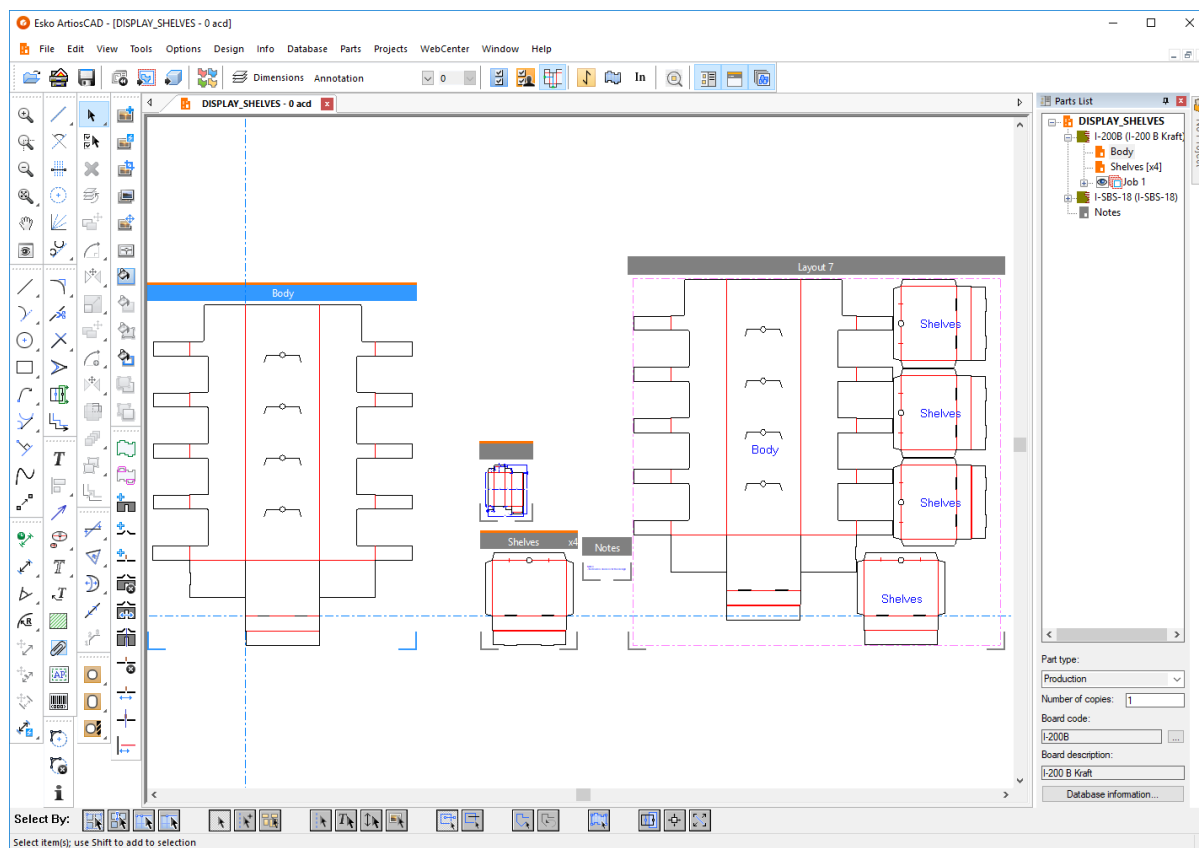 Esko ArtiosCAD - [DISPLAY_SHELVES - 0 acd]
File Edit View Tools Options Design Info Database Parts Projects WebCenter Window Help
Dimensions Annotation 0 In
DISPLAY_SHELVES - 0 acd
Parts List
DISPLAY_SHELVES
I-200B (I-200 B Kraft)
Body
Shelves [x4]
Job 1
I-SBS-18 (I-SBS-18)
Notes
Layout 7
Body
Shelves
Shelves
Body
Shelves
Shelves x4
Notes
Shelves
Part type:
Production
Number of copies: 1
Board code:
I-200B ...
Board description:
I-200 B Kraft
Database information...
Select By:
Select item(s); use Shift to add to selection